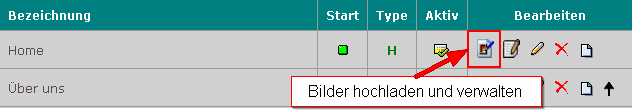 Bezeichnung Start Type Aktiv Bearbeiten
Home H
Über uns
Bilder hochladen und verwalten